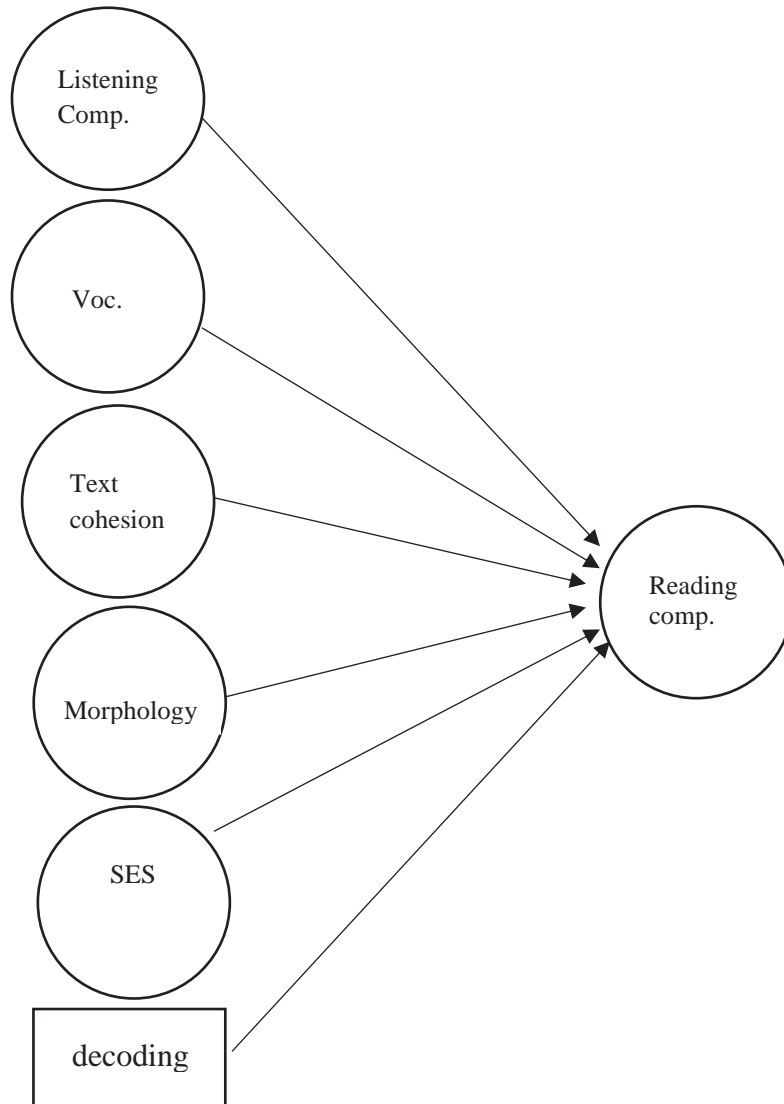 Listening
Comp.
Voc.
Text
cohesion
Morphology
SES
decoding
Reading
comp.